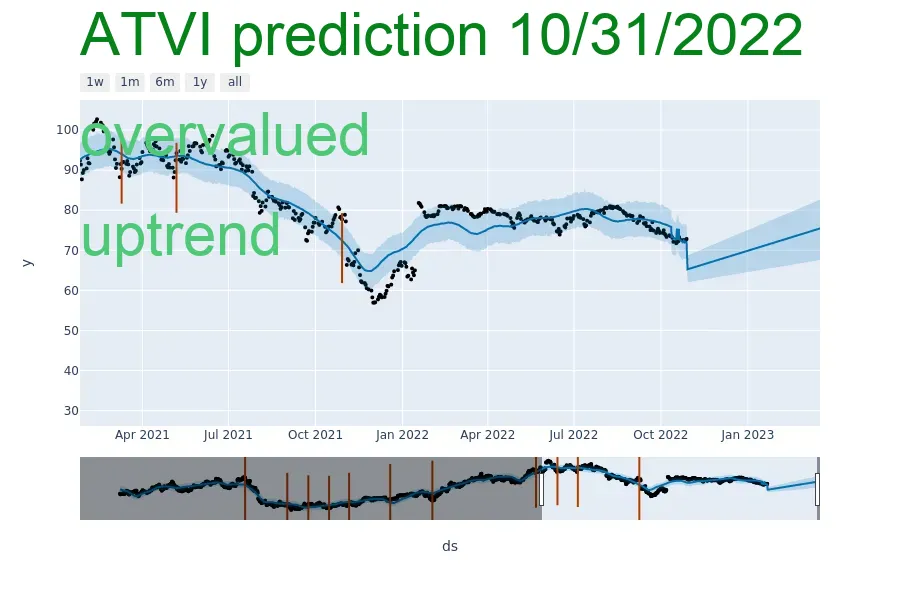 ATVI prediction 10/31/2022
1w 1m 6m 1y all
overvalued
uptrend
100
90
80
70
60
50
40
30
y
Apr 2021 Jul 2021 Oct 2021 Jan 2022 Apr 2022 Jul 2022 Oct 2022 Jan 2023
ds